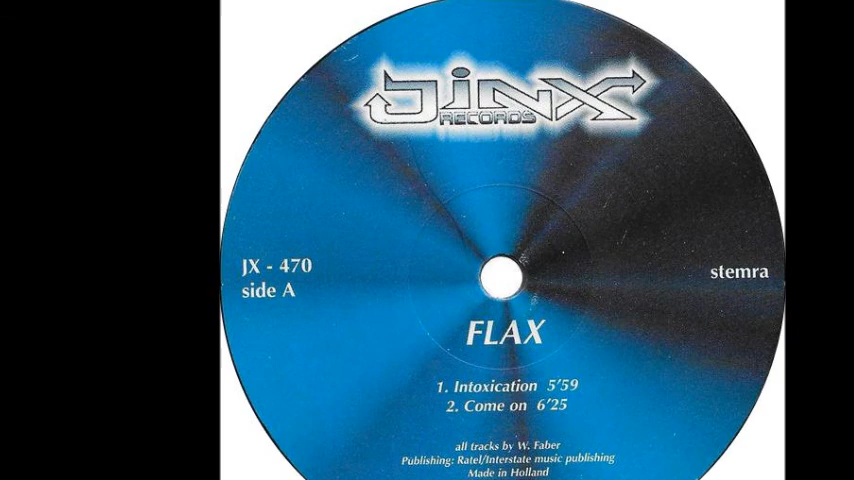 JINX
RECORDS
JX - 470
side A
stemra
FLAX
1. Intoxication 5'59
2. Come on 6'25
all tracks by W. Faber
Publishing: Ratel/Interstate music publishing
Made in Holland